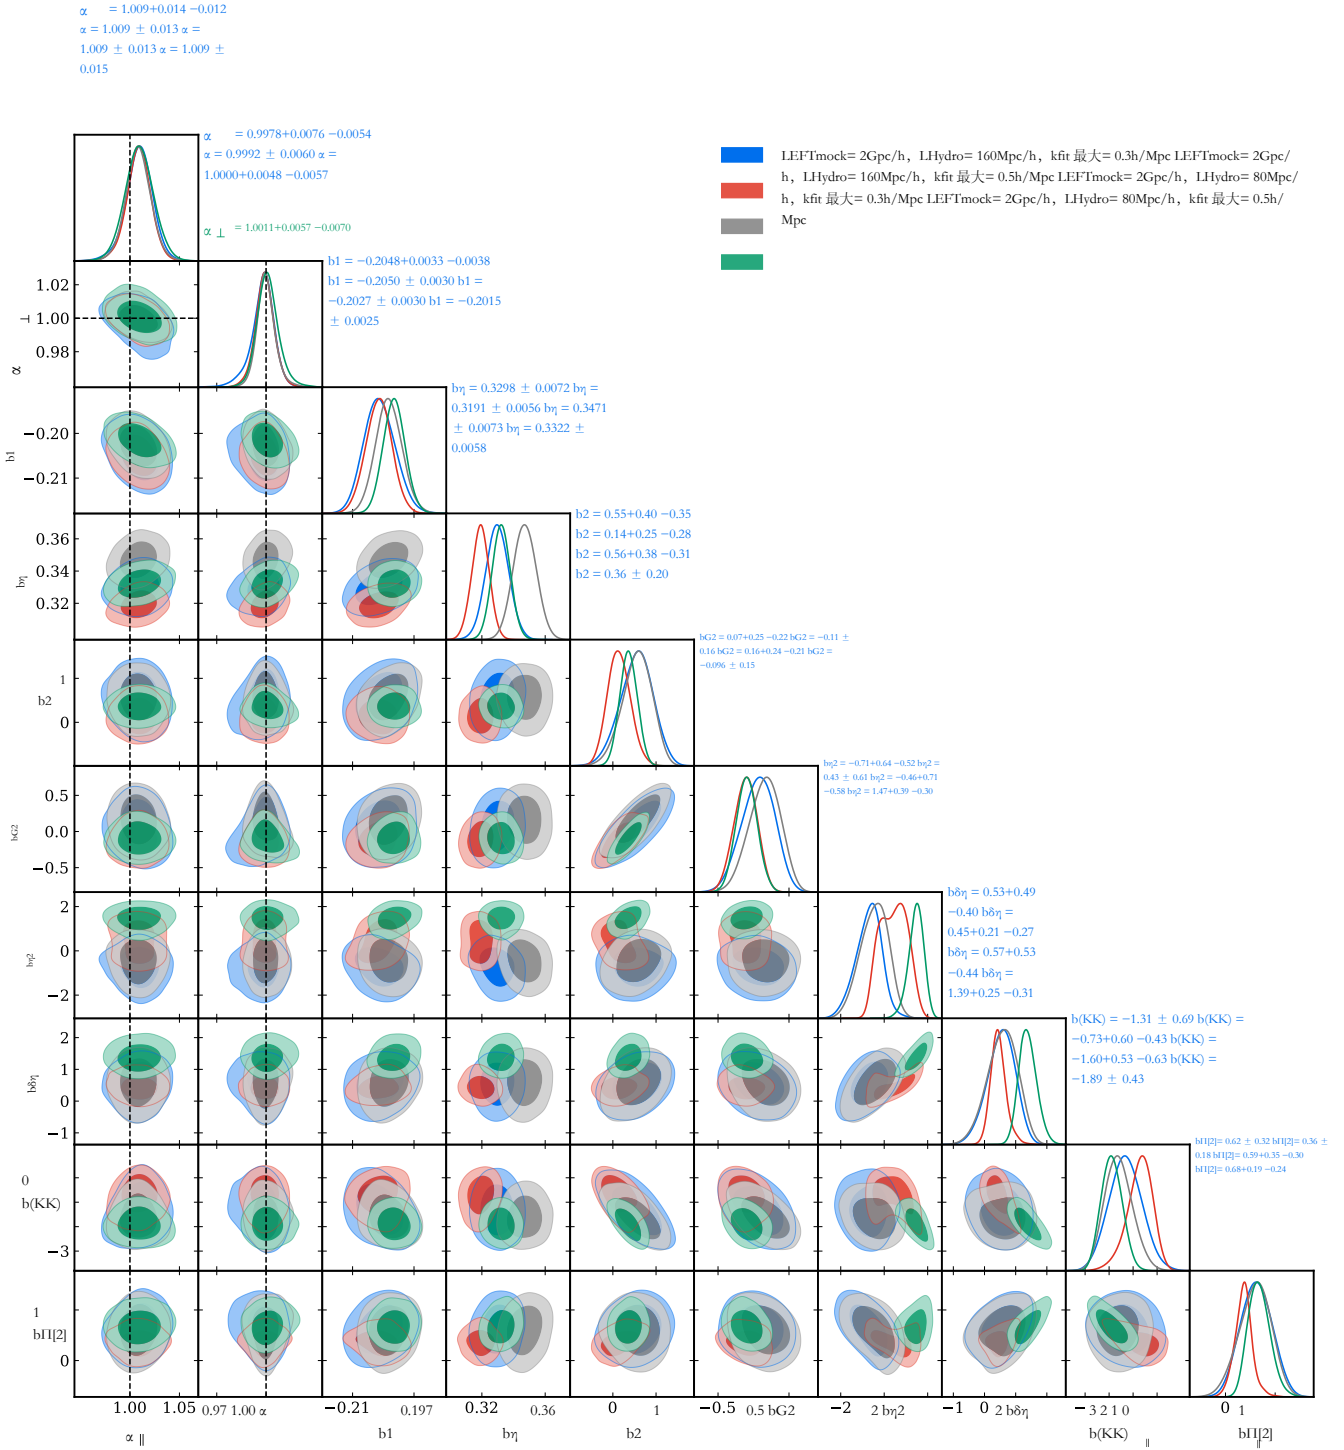 α = 1.009+0.014 −0.012
α = 1.009 ± 0.013 α =
1.009 ± 0.013 α = 1.009 ±
0.015
α = 0.9978+0.0076 −0.0054
α = 0.9992 ± 0.0060 α =
1.0000+0.0048 −0.0057
α ⊥ = 1.0011+0.0057 −0.0070
LEFTmock= 2Gpc/h，LHydro= 160Mpc/h，kfit 最大= 0.3h/Mpc LEFTmock= 2Gpc/
h，LHydro= 160Mpc/h，kfit 最大= 0.5h/Mpc LEFTmock= 2Gpc/h，LHydro= 80Mpc/
h，kfit 最大= 0.3h/Mpc LEFTmock= 2Gpc/h，LHydro= 80Mpc/h，kfit 最大= 0.5h/
Mpc
b1 = −0.2048+0.0033 −0.0038
b1 = −0.2050 ± 0.0030 b1 =
−0.2027 ± 0.0030 b1 = −0.2015
± 0.0025
1.02
1.00
0.98
⊥
α
bη = 0.3298 ± 0.0072 bη =
0.3191 ± 0.0056 bη = 0.3471
± 0.0073 bη = 0.3322 ±
0.0058
−0.20
−0.21
b1
b2 = 0.55+0.40 −0.35
b2 = 0.14+0.25 −0.28
b2 = 0.56+0.38 −0.31
b2 = 0.36 ± 0.20
0.36
0.34
0.32
bη
bG2 = 0.07+0.25 −0.22 bG2 = −0.11 ±
0.16 bG2 = 0.16+0.24 −0.21 bG2 =
−0.096 ± 0.15
1
b2
0
bη2 = −0.71+0.64 −0.52 bη2 =
0.43 ± 0.61 bη2 = −0.46+0.71
−0.58 bη2 = 1.47+0.39 −0.30
0.5
0.0
−0.5
bG2
bδη = 0.53+0.49
−0.40 bδη =
0.45+0.21 −0.27
bδη = 0.57+0.53
−0.44 bδη =
1.39+0.25 −0.31
2
0
−2
bη2
b(KK) = −1.31 ± 0.69 b(KK) =
−0.73+0.60 −0.43 b(KK) =
−1.60+0.53 −0.63 b(KK) =
−1.89 ± 0.43
2
1
0
−1
bδη
bΠ[2]= 0.62 ± 0.32 bΠ[2]= 0.36 ±
0.18 bΠ[2]= 0.59+0.35 −0.30
bΠ[2]= 0.68+0.19 −0.24
0
b(KK)
−3
1
bΠ[2]
0
1.00 1.05 0.97 1.00 α −0.21 0.197 0.32 0.36 0 1 −0.5 0.5 bG2 −2 2 bη2 −1 0 2 bδη −3 2 1 0 0 1
α ∥ b1 bη b2 b(KK) ∥ bΠ[2] ∥